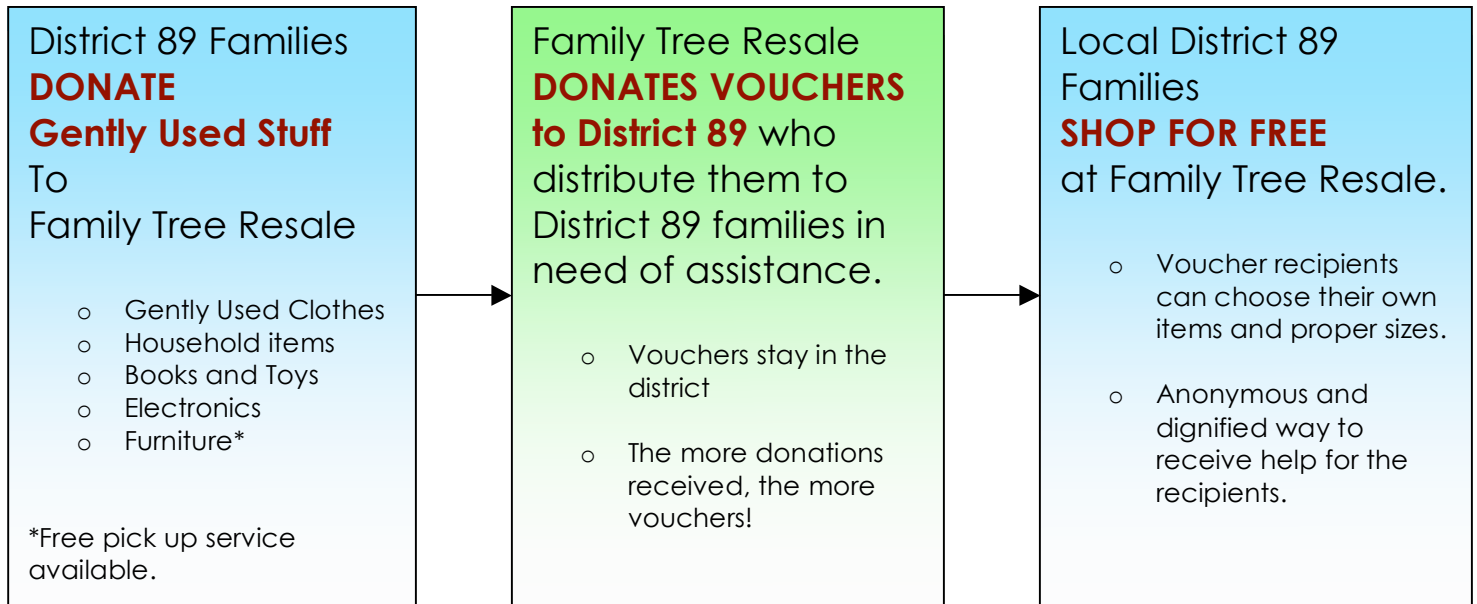 District 89 Families
DONATE
Gently Used Stuff
To
Family Tree Resale
o Gently Used Clothes
o Household items
o Books and Toys
o Electronics
o Furniture*
*Free pick up service
available.
Family Tree Resale
DONATES VOUCHERS
to District 89 who
distribute them to
District 89 families in
need of assistance.
o Vouchers stay in the
district
o The more donations
received, the more
vouchers!
Local District 89
Families
SHOP FOR FREE
at Family Tree Resale.
o Voucher recipients
can choose their own
items and proper sizes.
o Anonymous and
dignified way to
receive help for the
recipients.